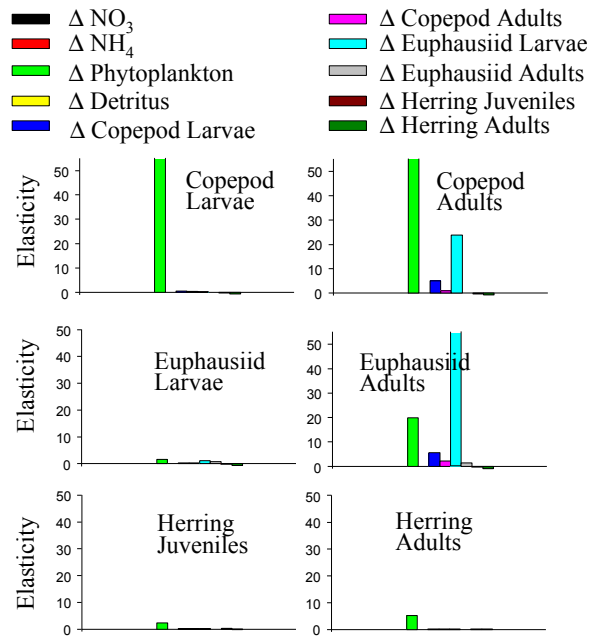 Δ NO3
Δ NH4
Δ Phytoplankton
Δ Detritus
Δ Copepod Larvae
Δ Copepod Adults
Δ Euphausiid Larvae
Δ Euphausiid Adults
Δ Herring Juveniles
Δ Herring Adults
Elasticity
50
40
30
20
10
0
Copepod
Larvae
50
40
30
20
10
0
Copepod
Adults
Elasticity
50
40
30
20
10
0
Euphausiid
Larvae
50
40
30
20
10
0
Euphausiid
Adults
Elasticity
50
40
30
20
10
0
Herring
Juveniles
50
40
30
20
10
0
Herring
Adults